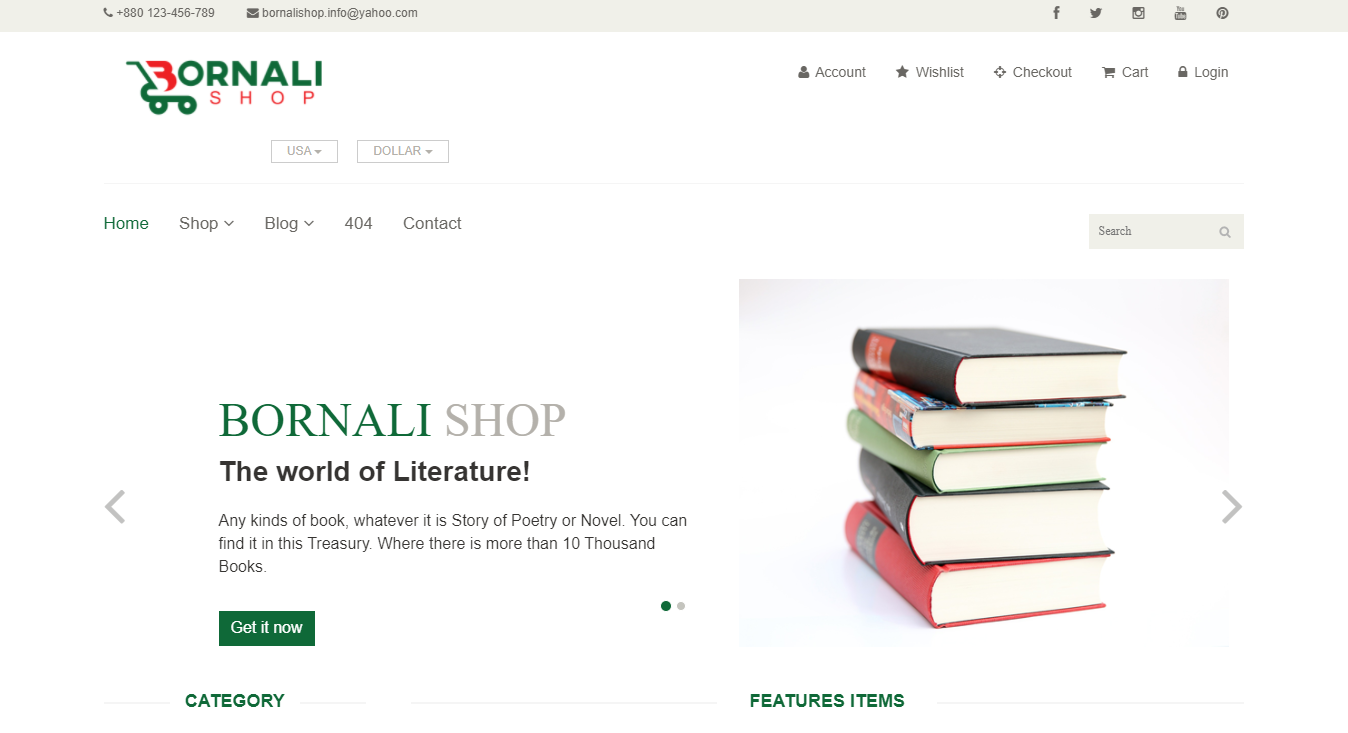 +880 123-456-789 bornalishop.info@yahoo.com
BORNALI
SHOP
Account Wishlist Checkout Cart Login
USA DOLLAR
Home Shop Blog 404 Contact
Search
BORNALI SHOP
The world of Literature!
Any kinds of book, whatever it is Story of Poetry or Novel. You can
find it in this Treasury. Where there is more than 10 Thousand
Books.
Get it now
CATEGORY FEATURES ITEMS